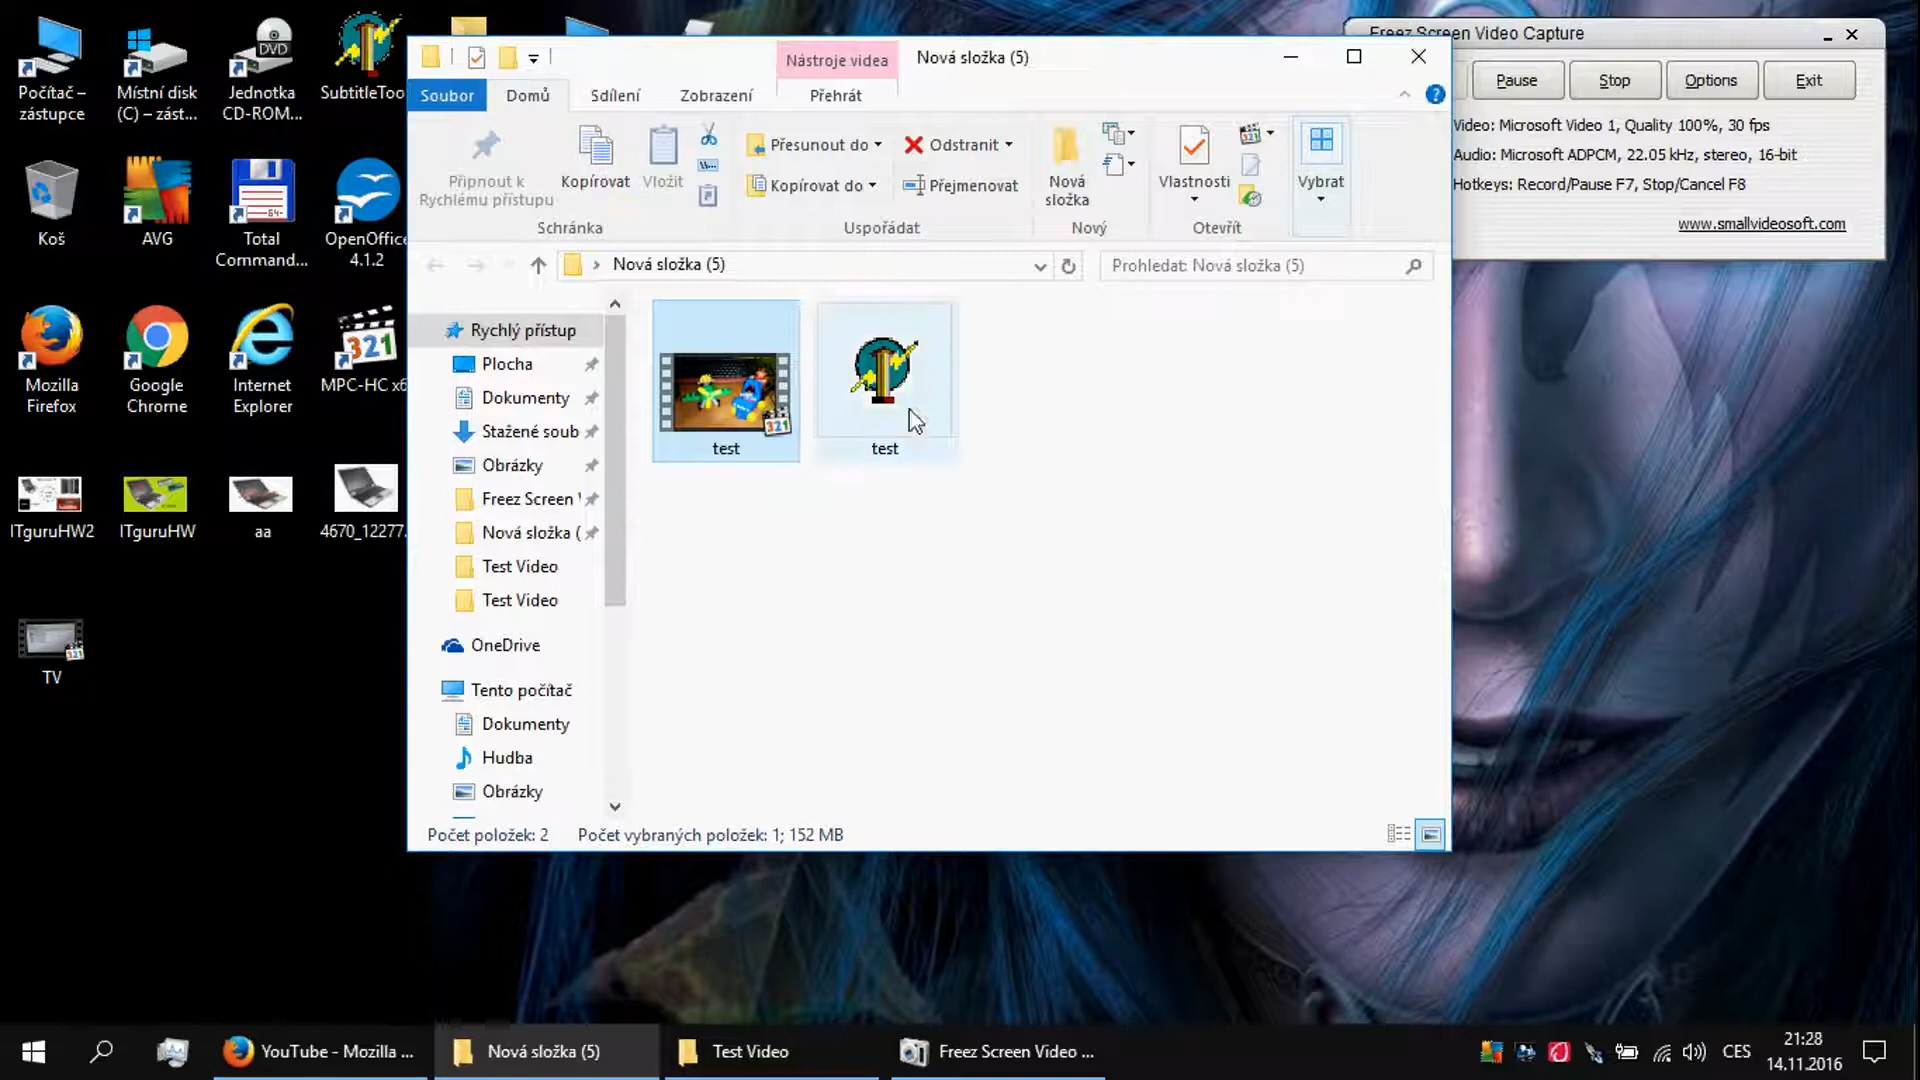 Počítač –
zástupce
Místní disk
(C) – zást...
Jednotka
CD-ROM...
DVD
SubtitleToo
Koš
AVG
Total
Command...
64-
OpenOffice
4.1.2
Mozilla
Firefox
Google
Chrome
Internet
Explorer
MPC-HC x6
321
ITguruHW2
ITguruHW
aa
4670_12277.
TV
Nástroje videa
Nová složka (5)
Soubor
Domů
Sdílení
Zobrazení
Přehrát
Připnout k
Rychlému přístupu
Kopírovat
Vložit
Schránka
Přesunout do
Kopírovat do
Odstranit
Přejmenovat
Uspořádat
Nová
složka
Nový
Vlastnosti
Otevřít
Vybrat
Nová složka (5)
Prohledat: Nová složka (5)
Rychlý přístup
Plocha
Dokumenty
Stažené soub
Obrázky
Freez Screen
Nová složka (
Test Video
Test Video
OneDrive
Tento počítač
Dokumenty
Hudba
Obrázky
321
test
test
Počet položek: 2
Počet vybraných položek: 1; 152 MB
Freez Screen Video Capture
Pause
Stop
Options
Exit
Video: Microsoft Video 1, Quality 100%, 30 fps
Audio: Microsoft ADPCM, 22.05 kHz, stereo, 16-bit
Hotkeys: Record/Pause F7, Stop/Cancel F8
www.smallvideosoft.com
YouTube - Mozilla ...
Nová složka (5)
Test Video
Freez Screen Video ...
CES
21:28
14.11.2016